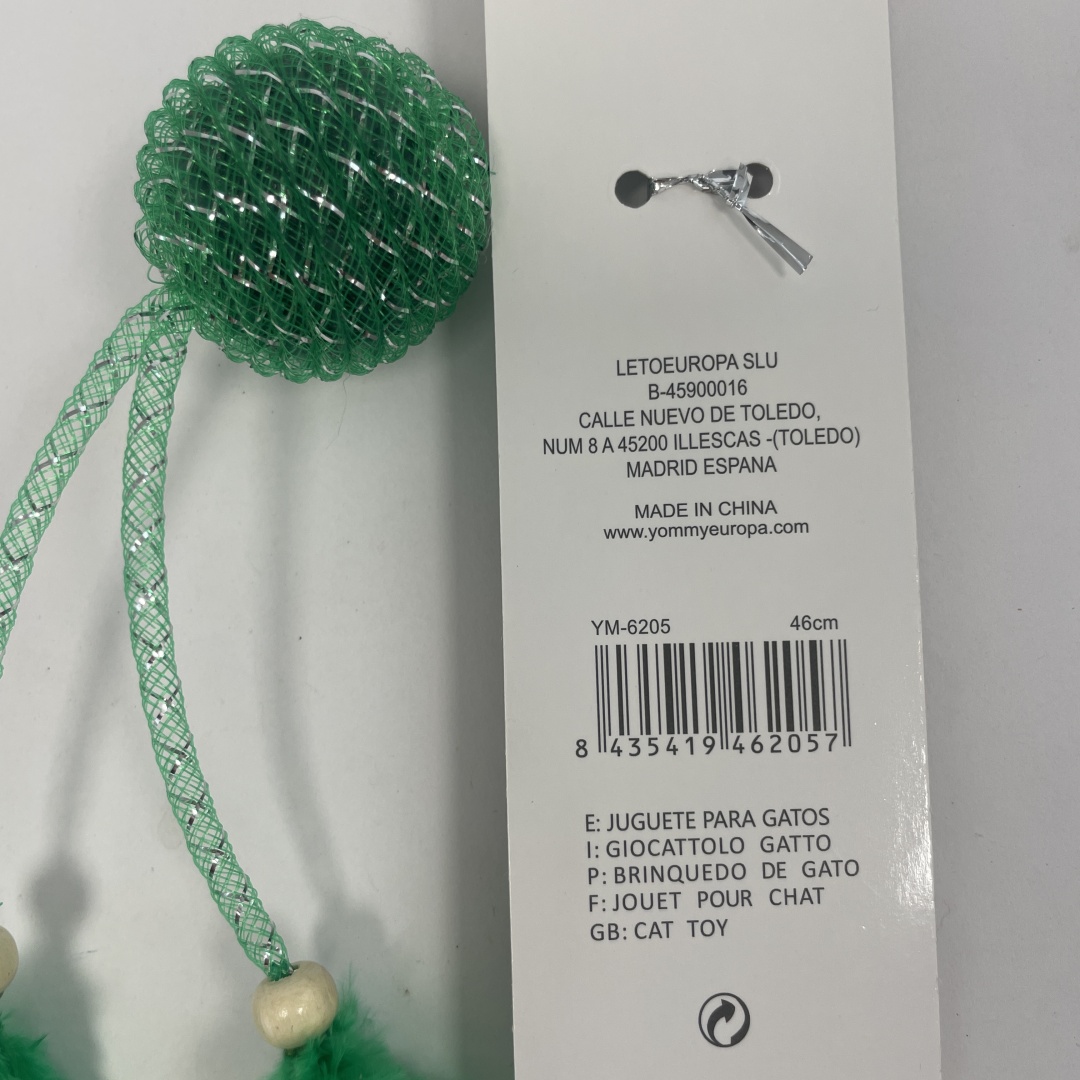 LETOEUROPA SLU
B-45900016
CALLE NUEVO DE TOLEDO,
NUM 8 A 45200 ILLESCAS -(TOLEDO)
MADRID ESPANA
MADE IN CHINA
www.yommyeuropa.com
YM-6205 46cm
8 435419 462057
E: JUGUETE PARA GATOS
I: GIOCATTOLO GATTO
P: BRINQUEDO DE GATO
F: JOUET POUR CHAT
GB: CAT TOY